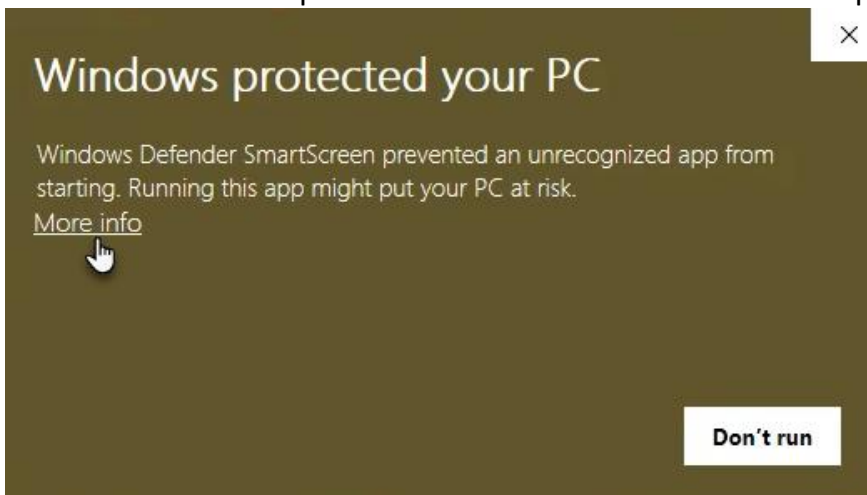 Windows protected your PC
Windows Defender SmartScreen prevented an unrecognized app from
starting. Running this app might put your PC at risk.
More info
Don't run